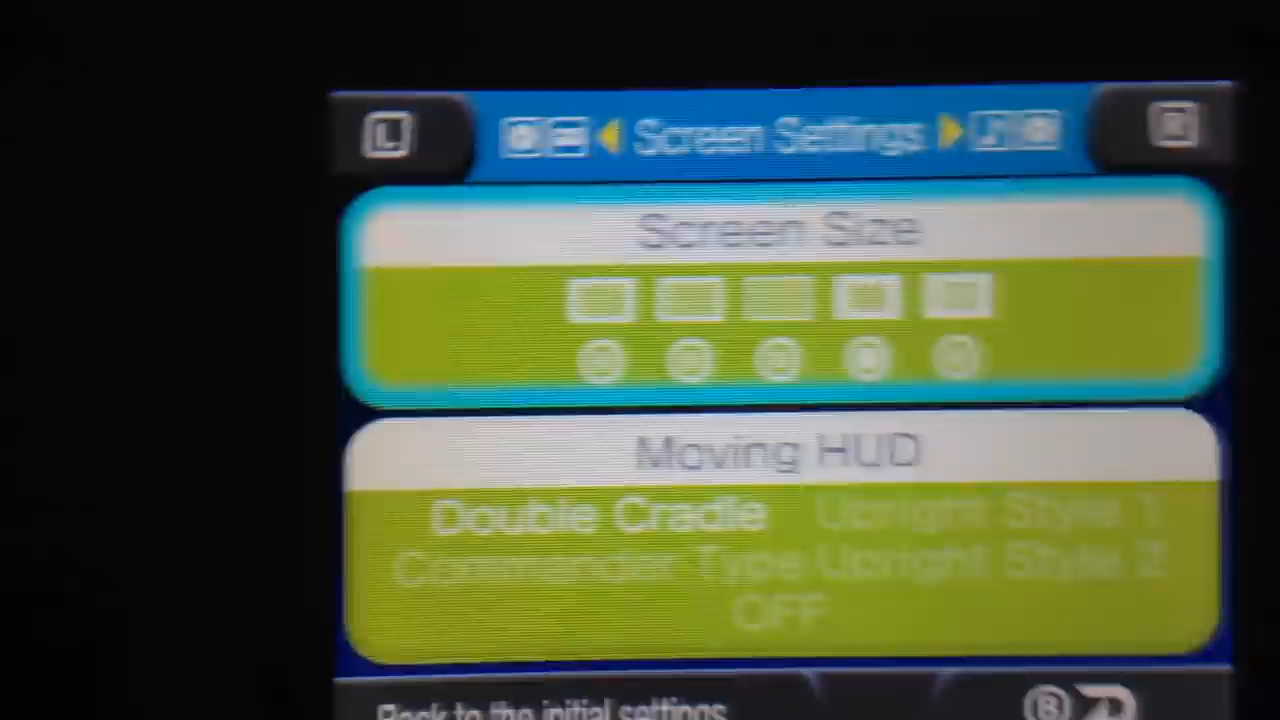 L Screen Settings R
Screen Size
Moving HUD
Double Cradle Upright Style 1
Commander Type Upright Style 2
OFF
Back to the initial settings B